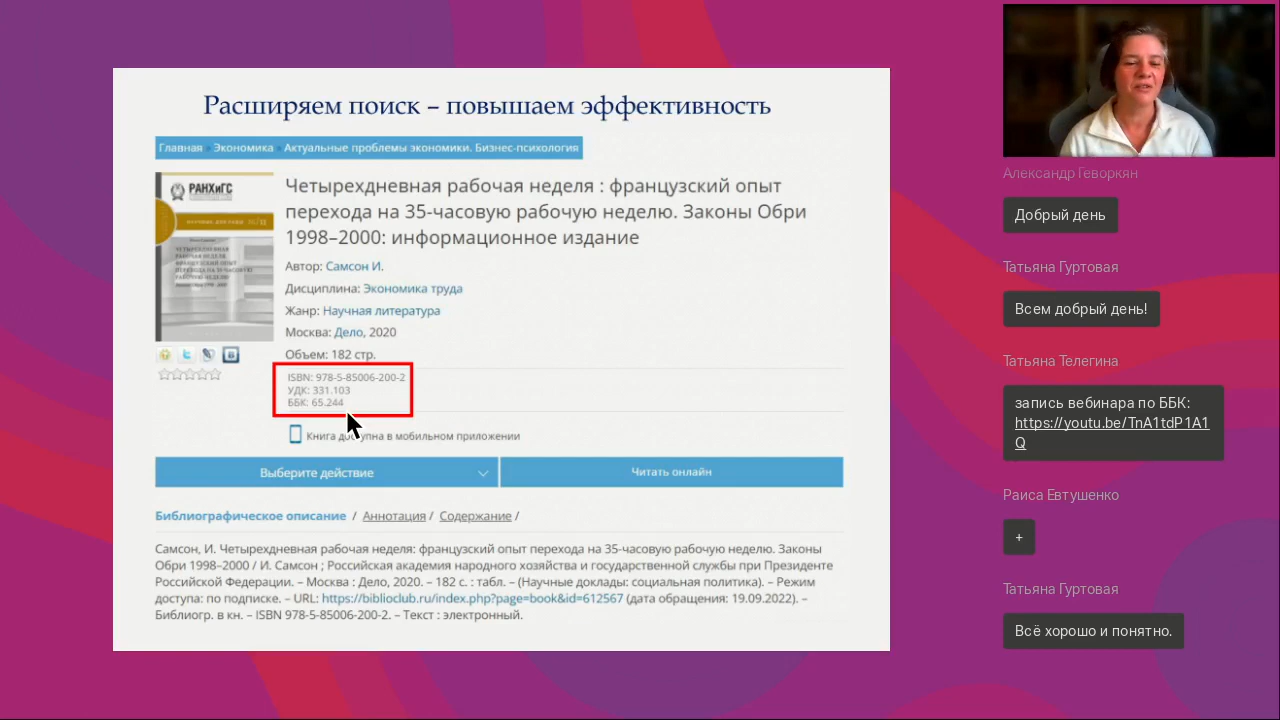 Расширяем поиск – повышаем эффективность
Главная » Экономика » Актуальные проблемы экономики. Бизнес-психология
РАНХиГС
Четырехдневная рабочая неделя : французский опыт
перехода на 35-часовую рабочую неделю. Законы Обри
1998–2000: информационное издание
Автор: Самсон И.
Дисциплина: Экономика труда
Жанр: Научная литература
Москва: Дело, 2020
Объем: 182 стр.
ISBN: 978-5-85006-200-2
УДК: 331.103
ББК: 65.244
Книга доступна в мобильном приложении
Выберите действие
Читать онлайн
Библиографическое описание / Аннотация / Содержание /
Самсон, И. Четырехдневная рабочая неделя: французский опыт перехода на 35-часовую рабочую неделю. Законы
Обри 1998–2000 / И. Самсон ; Российская академия народного хозяйства и государственной службы при Президенте
Российской Федерации. – Москва : Дело, 2020. – 182 с. : табл. – (Научные доклады: социальная политика). – Режим
доступа: по подписке. – URL: https://biblioclub.ru/index.php?page=book&id=612567 (дата обращения: 19.09.2022). –
Библиогр. в кн. – ISBN 978-5-85006-200-2. – Текст : электронный.
Александр Геворкян
Добрый день
Татьяна Гуртовая
Всем добрый день!
Татьяна Телегина
запись вебинара по ББК:
https://youtu.be/TnA1tdP1A1
Q
Раиса Евтушенко
+
Татьяна Гуртовая
Всё хорошо и понятно.